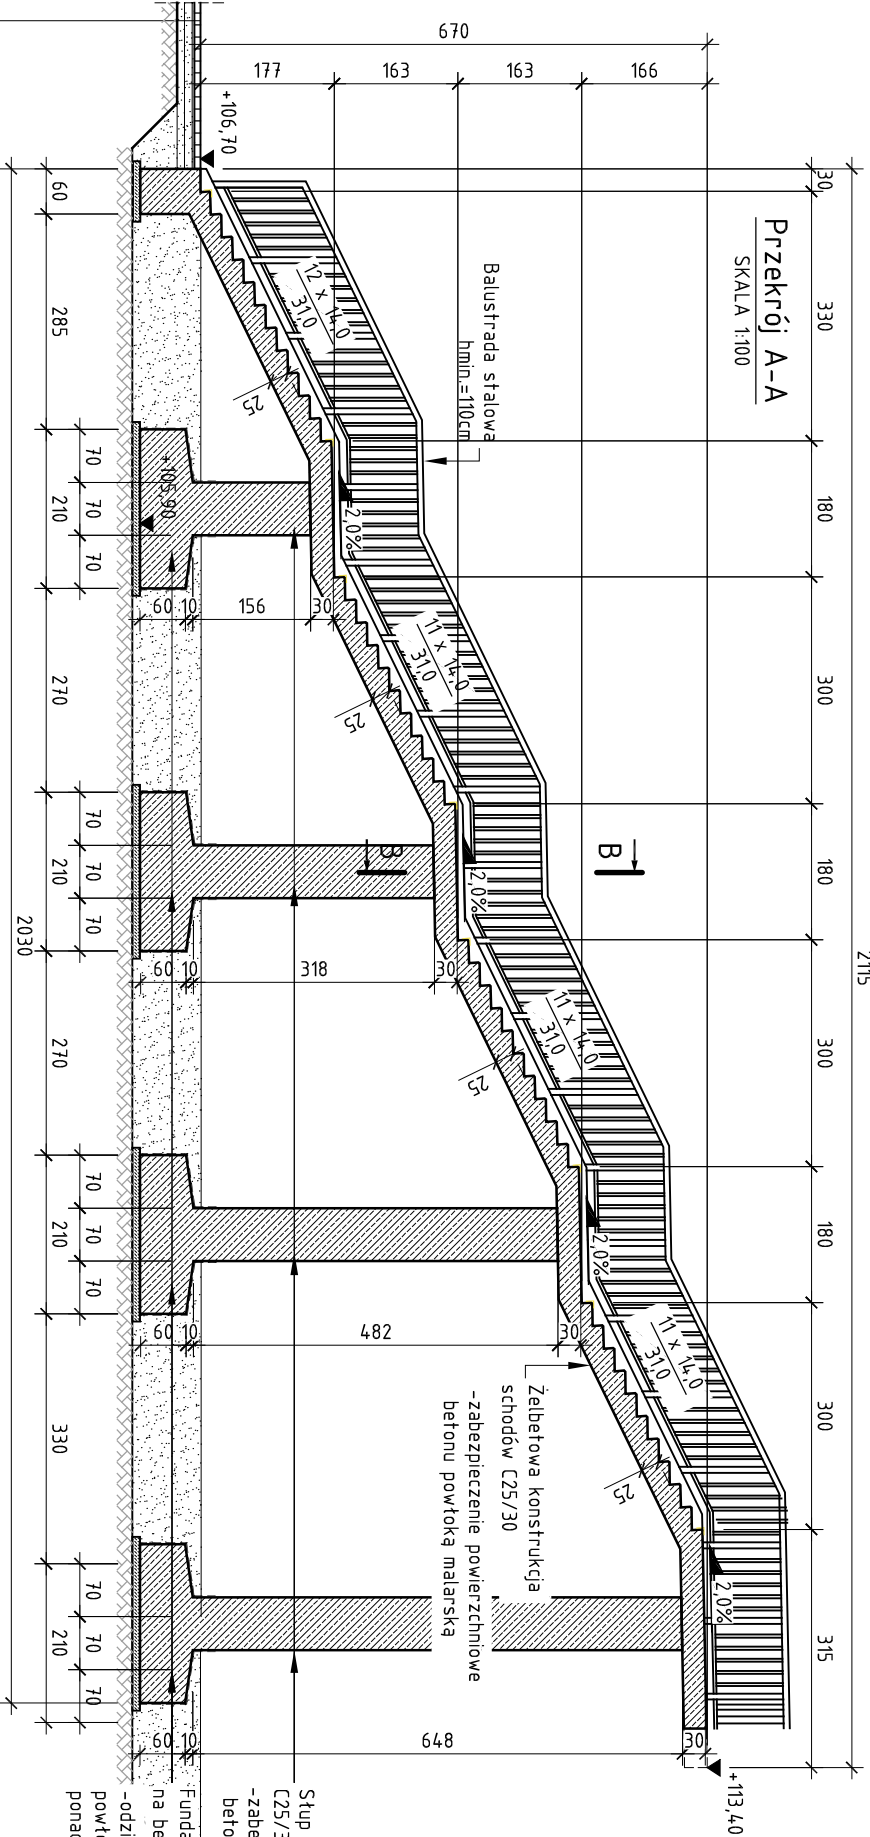 Przekrój A-A
SKALA 1:100
2115
30 330 180 300 180 300 180 300 315
670
177 163 163 166
+106,70
+113,40
+105,90
Balustrada stalowa
hmin.=110cm
12 x 14,0
31,0
11 x 14,0
31,0
11 x 14,0
31,0
11 x 14,0
31,0
2,0%
2,0%
2,0%
2,0%
25
25
25
25
B
B
Żelbetowa konstrukcja
schodów C25/30
-zabezpieczenie powierzchniowe
betonu powłoką malarską
60 10 156 30
60 10 318 30
60 10 482 30
60 10 648 30
70 70 70
70 70 70
70 70 70
70 70 70
60 285 210 270 210 270 210 330 210
2030
Słup